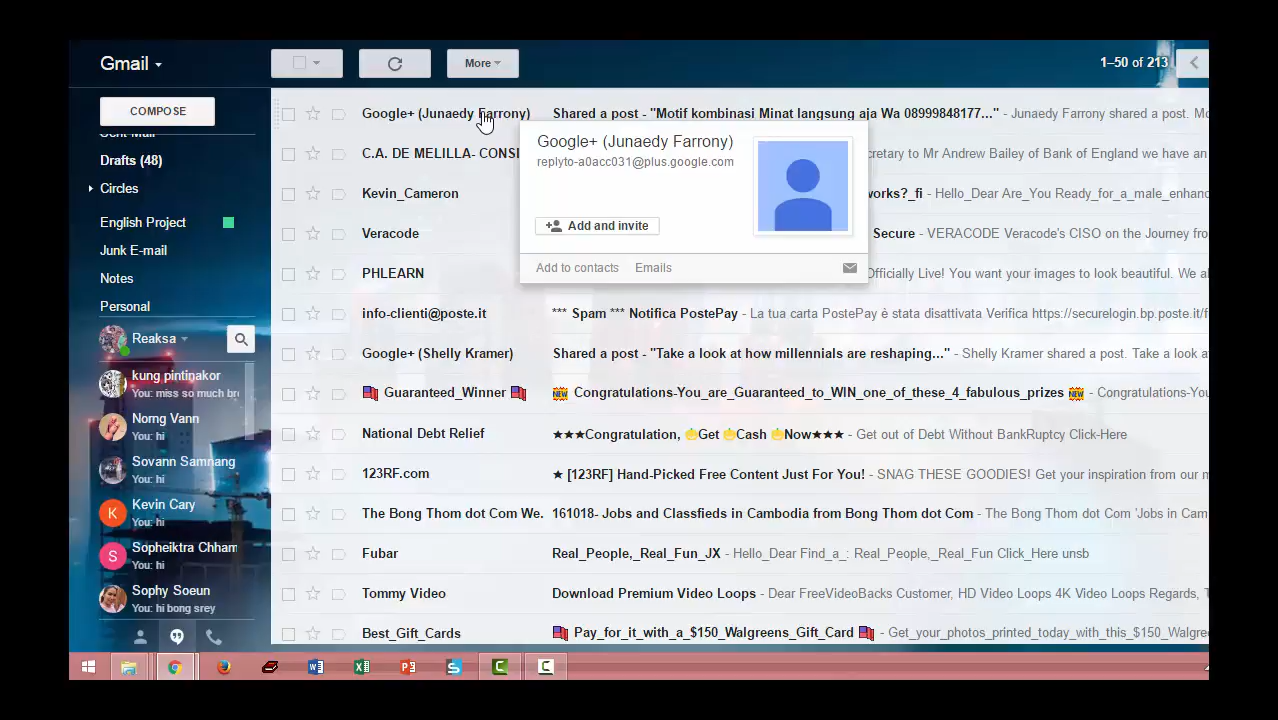 Gmail
More
1–50 of 213
COMPOSE
Sent Mail
Drafts (48)
Circles
English Project
Junk E-mail
Notes
Personal
Reaksa
kung pintinakor
You: miss so much br
Norng Vann
You: hi
Sovann Samnang
You: hi
Kevin Cary
You: hi
Sopheiktra Chham
You: hi
Sophy Soeun
You: hi bong srey
Google+ (Junaedy Farrony) Shared a post - "Motif kombinasi Minat langsung aja Wa 08999848177..." - Junaedy Farrony shared a post. Mo
Google+ (Junaedy Farrony)
replyto-a0acc031@plus.google.com
Add and invite
Add to contacts Emails
C.A. DE MELILLA- CONSI cretary to Mr Andrew Bailey of Bank of England we have an
Kevin_Cameron works?_fi - Hello_Dear Are_You Ready_for_a_male_enhanc
Veracode Secure - VERACODE Veracode's CISO on the Journey from
PHLEARN Officially Live! You want your images to look beautiful. We al
info-clienti@poste.it *** Spam *** Notifica PostePay - La tua carta PostePay è stata disattivata Verifica https://securelogin.bp.poste.it/f
Google+ (Shelly Kramer) Shared a post - "Take a look at how millennials are reshaping..." - Shelly Kramer shared a post. Take a look
Guaranteed_Winner NEW Congratulations-You_are_Guaranteed_to_WIN_one_of_these_4_fabulous_prizes NEW - Congratulations-
National Debt Relief ★★★Congratulation, Get Cash Now★★★ - Get out of Debt Without BankRuptcy Click-Here
123RF.com ★ [123RF] Hand-Picked Free Content Just For You! - SNAG THESE GOODIES! Get your inspiration from our m
The Bong Thom dot Com We. 161018- Jobs and Classfieds in Cambodia from Bong Thom dot Com - The Bong Thom dot Com 'Jobs in Cam
Fubar Real_People,_Real_Fun_JX - Hello_Dear Find_a_: Real_People,_Real_Fun Click_Here unsb
Tommy Video Download Premium Video Loops - Dear FreeVideoBacks Customer, HD Video Loops 4K Video Loops Regards, T
Best_Gift_Cards Pay_for_it_with_a_$150_Walgreens_Gift_Card - Get_your_photos_printed_today_with_this_$150_Walgre